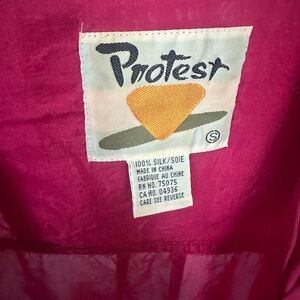 Protest
S
100% SILK/SOIE
MADE IN CHINA
FABRIQUE AU CHINE
RN NO. 75075
CA NO. 04936
CARE SEE REVERSE